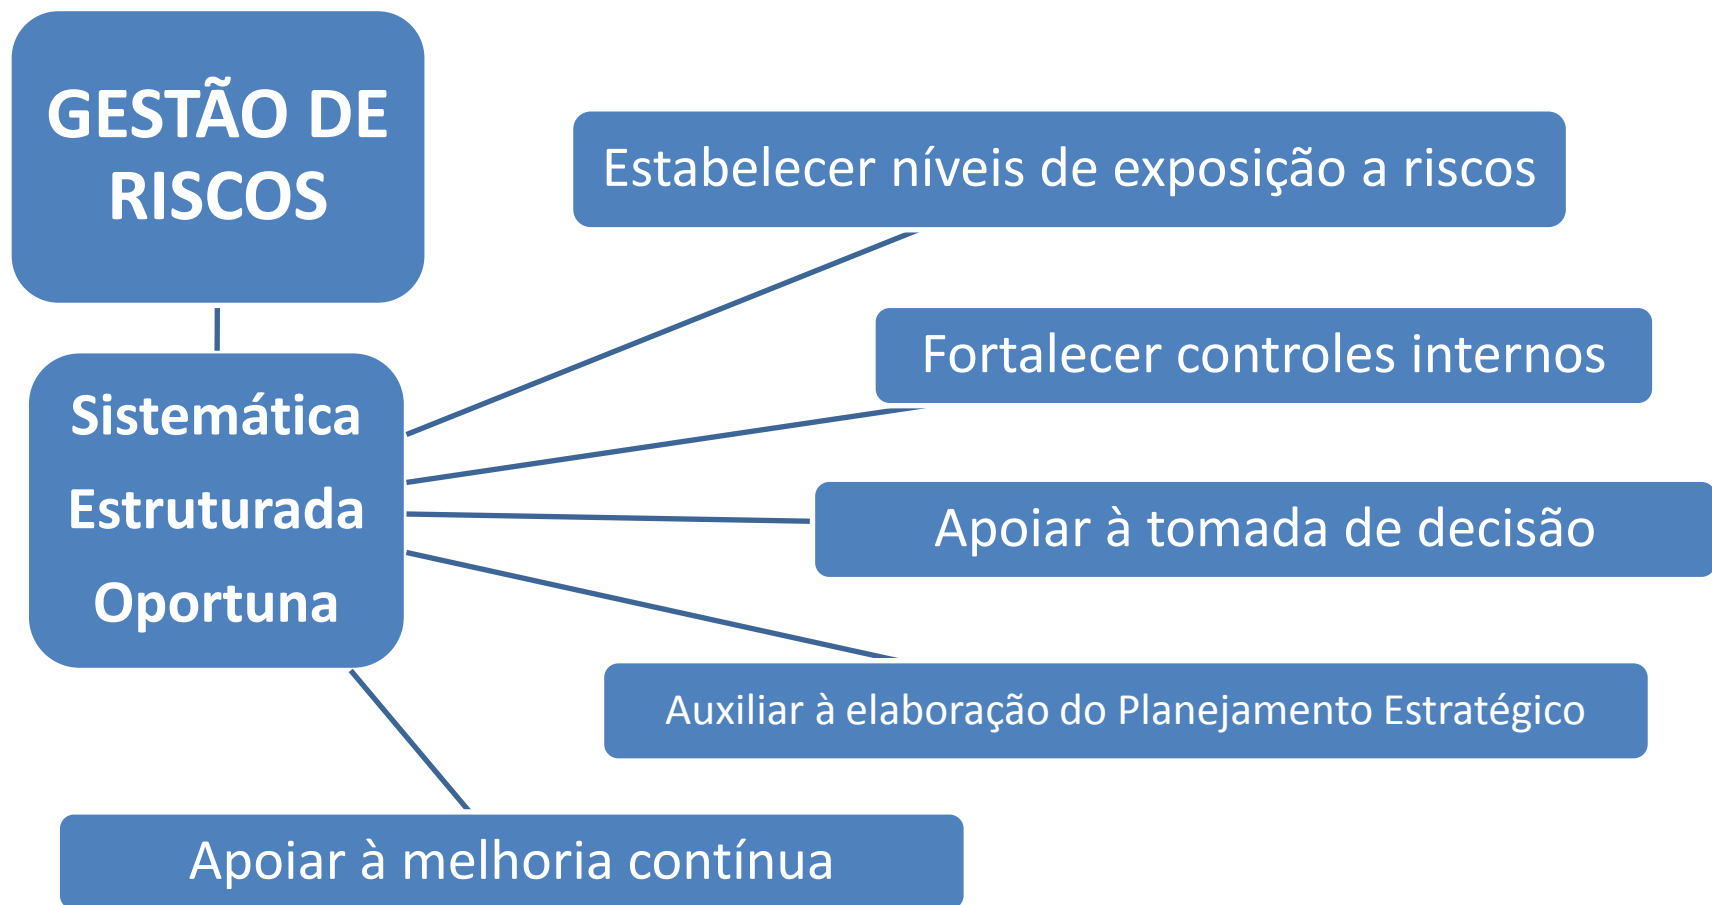 GESTÃO DE
RISCOS
Estabelecer níveis de exposição a riscos
Fortalecer controles internos
Sistemática
Estruturada
Oportuna
Apoiar à tomada de decisão
Auxiliar à elaboração do Planejamento Estratégico
Apoiar à melhoria contínua